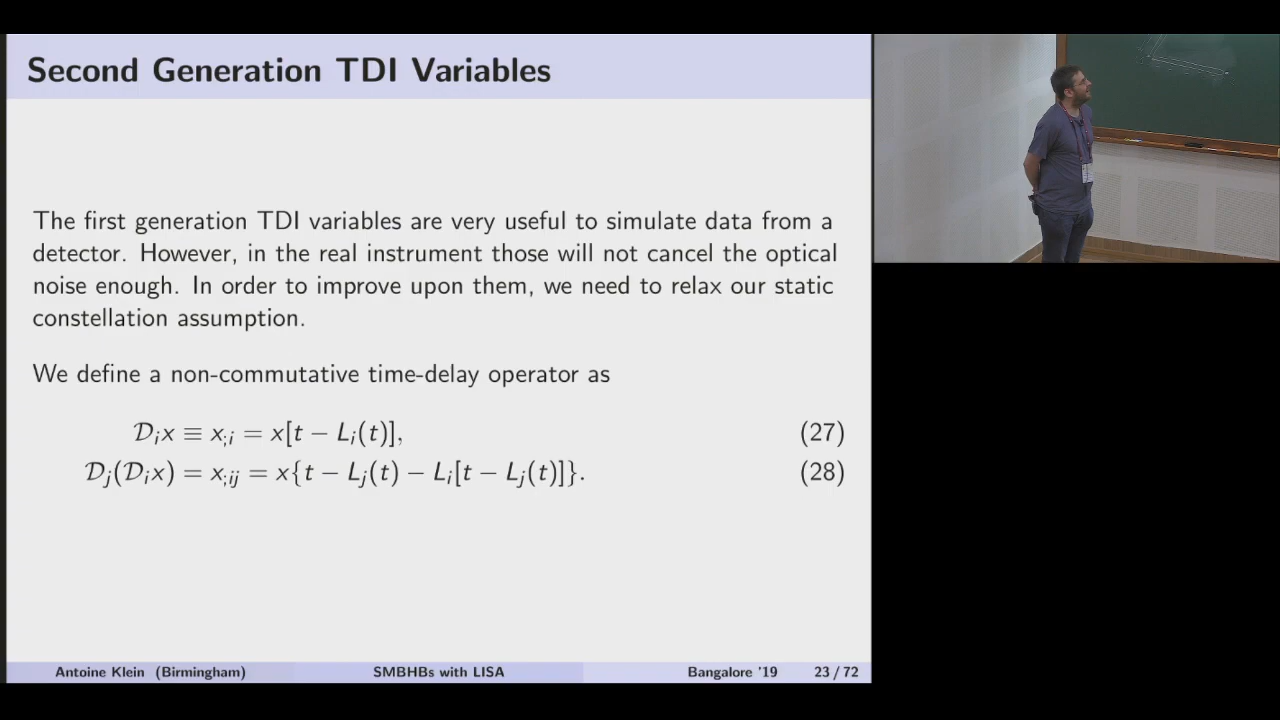 Second Generation TDI Variables
The first generation TDI variables are very useful to simulate data from a
detector. However, in the real instrument those will not cancel the optical
noise enough. In order to improve upon them, we need to relax our static
constellation assumption.
We define a non-commutative time-delay operator as
𝒟ᵢx ≡ x;ᵢ = x[t − Lᵢ(t)], (27)
𝒟ⱼ(𝒟ᵢx) = x;ᵢⱼ = x{t − Lⱼ(t) − Lᵢ[t − Lⱼ(t)]}. (28)
Antoine Klein (Birmingham) SMBHBs with LISA Bangalore '19 23 / 72